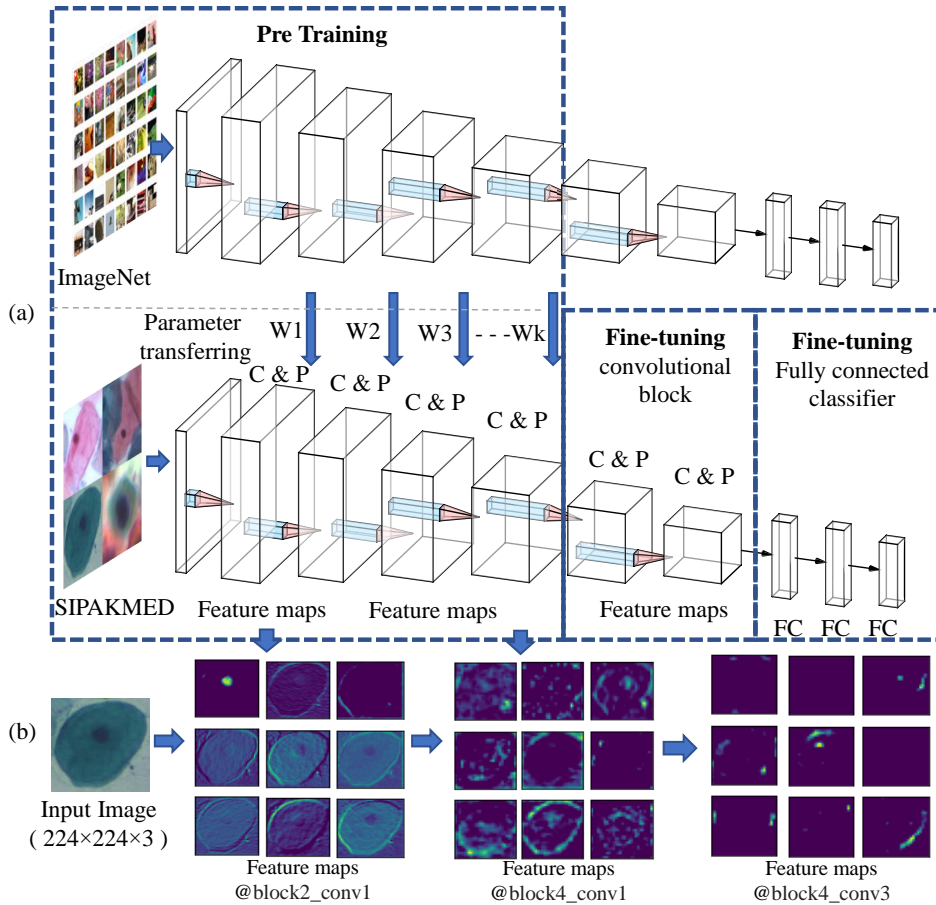 Pre Training
ImageNet
(a)
Parameter
transferring
W1
W2
W3
- - -Wk
Fine-tuning
convolutional
block
Fine-tuning
Fully connected
classifier
C & P
C & P
C & P
C & P
C & P
C & P
SIPAKMED
Feature maps
Feature maps
Feature maps
FC
FC
FC
(b)
Input Image
( 224×224×3 )
Feature maps
@block2_conv1
Feature maps
@block4_conv1
Feature maps
@block4_conv3